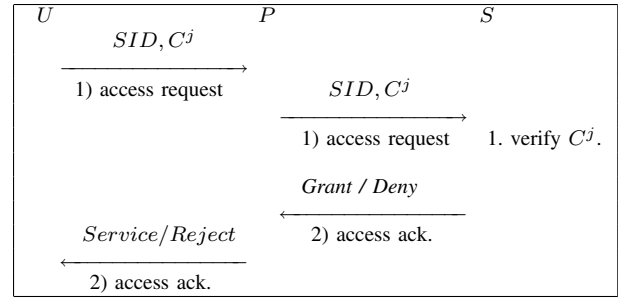 U P S
SID, C^j
1) access request
SID, C^j
1) access request 1. verify C^j.
Grant / Deny
2) access ack.
Service/Reject
2) access ack.